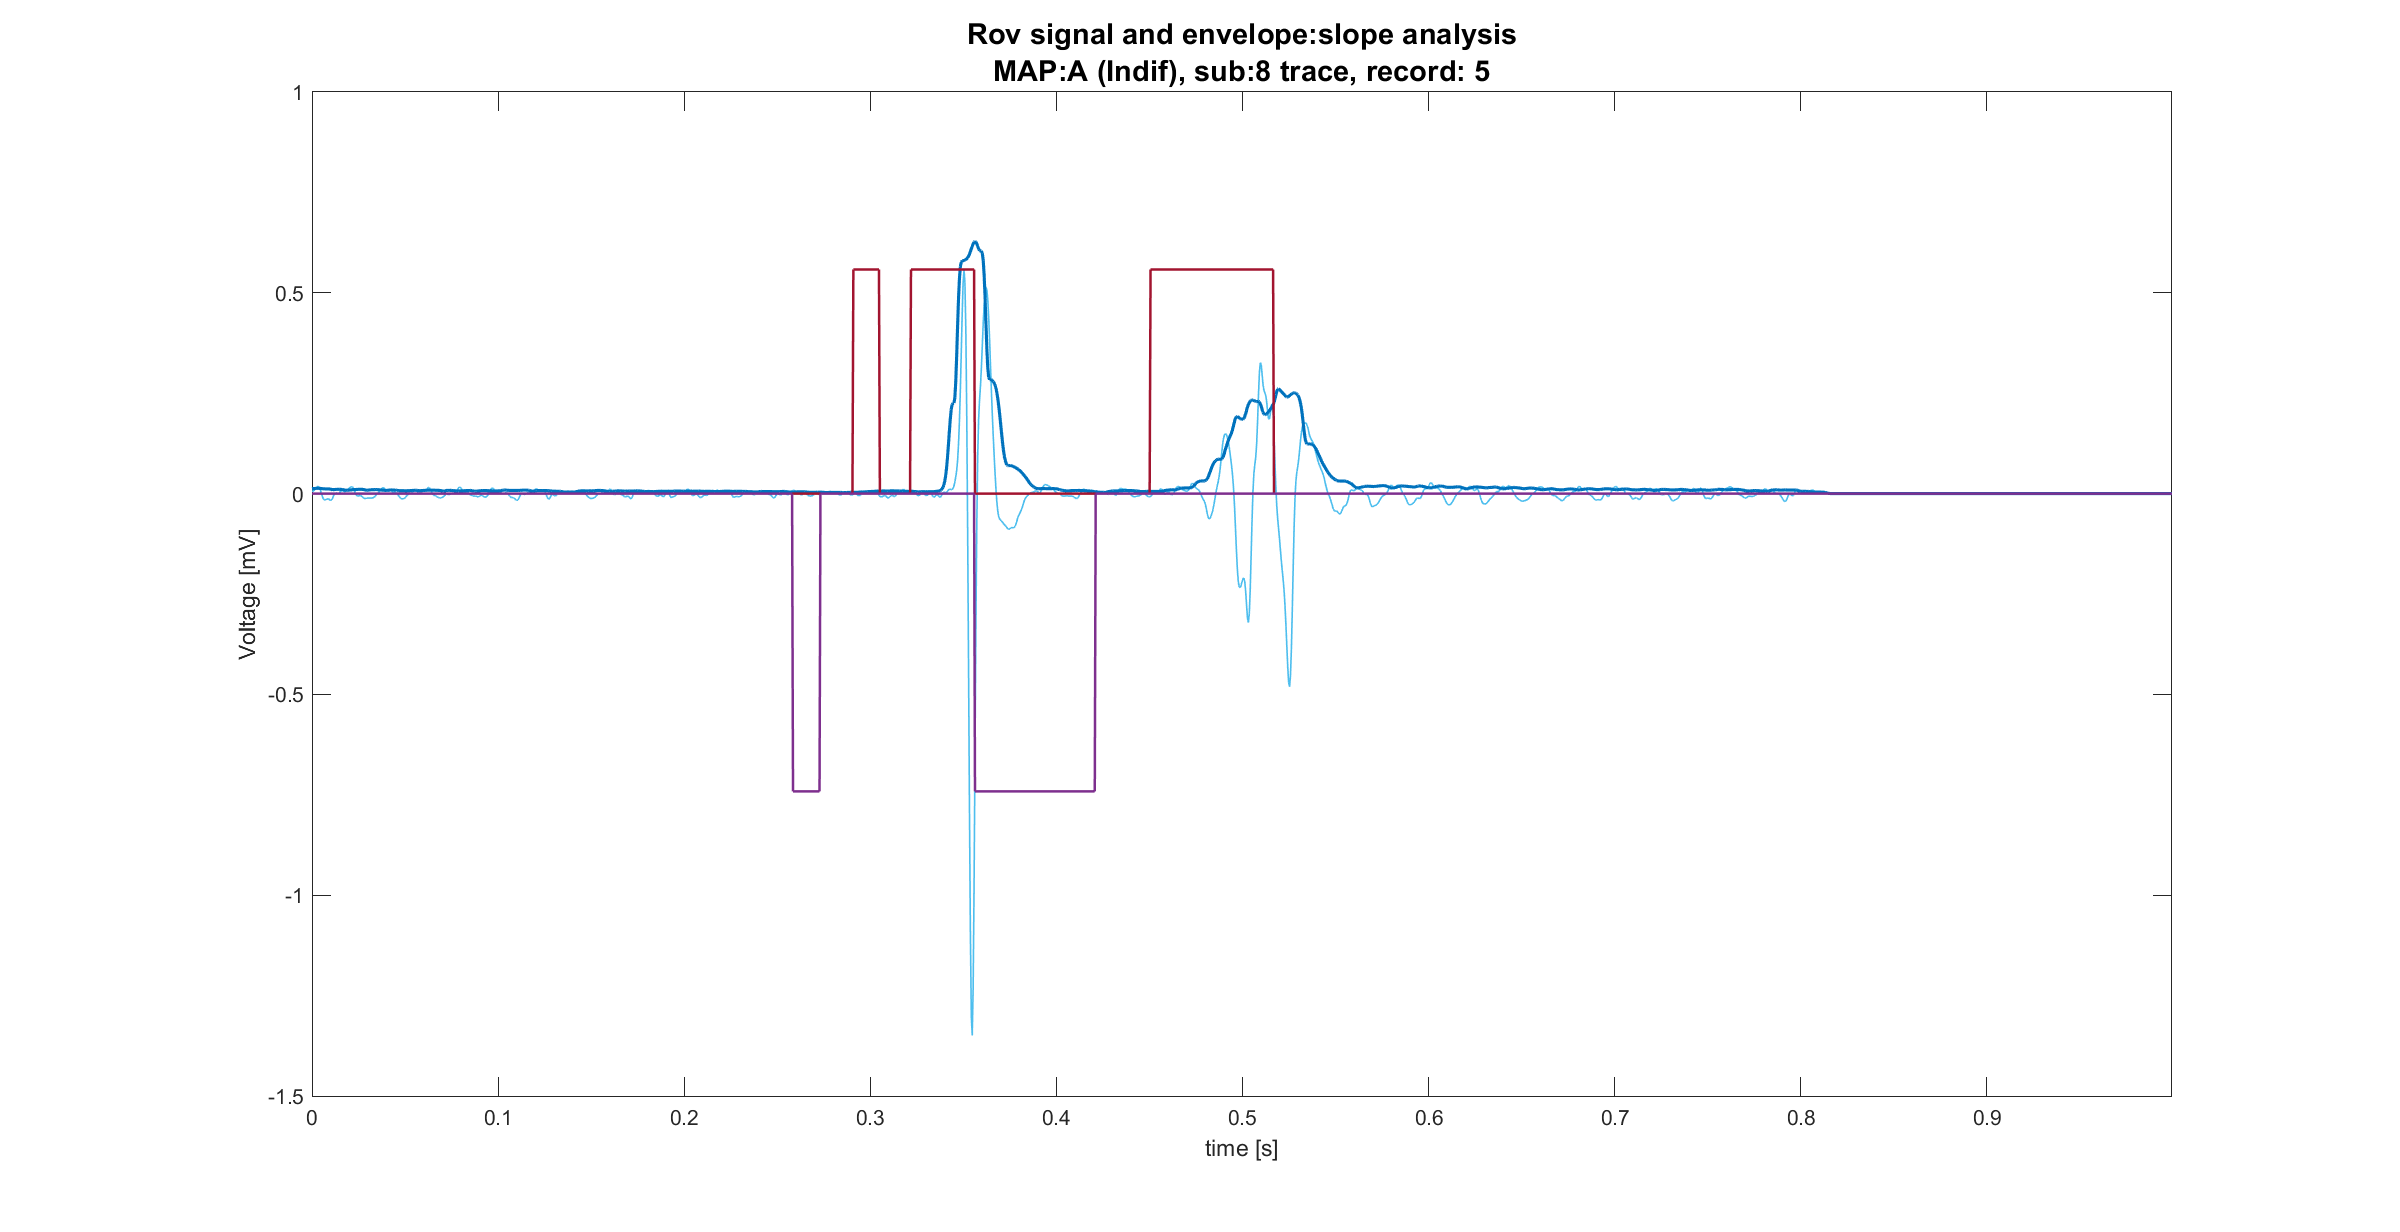 Rov signal and envelope:slope analysis
MAP:A (Indif), sub:8 trace, record: 5
1
0.5
0
-0.5
-1
-1.5
Voltage [mV]
0 0.1 0.2 0.3 0.4 0.5 0.6 0.7 0.8 0.9
time [s]